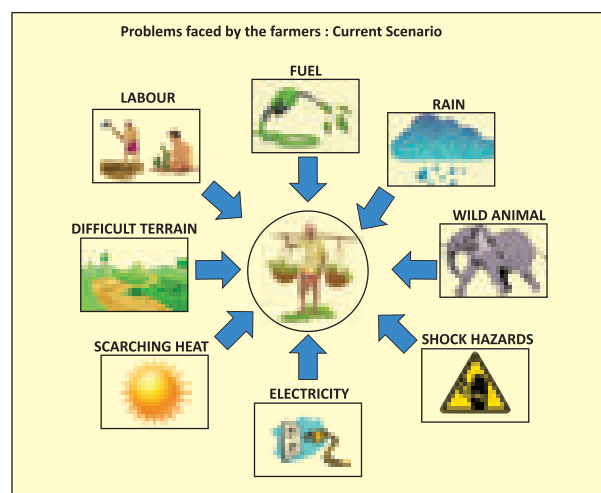 Problems faced by the farmers : Current Scenario
FUEL
LABOUR
RAIN
DIFFICULT TERRAIN
WILD ANIMAL
SCARCHING HEAT
SHOCK HAZARDS
ELECTRICITY